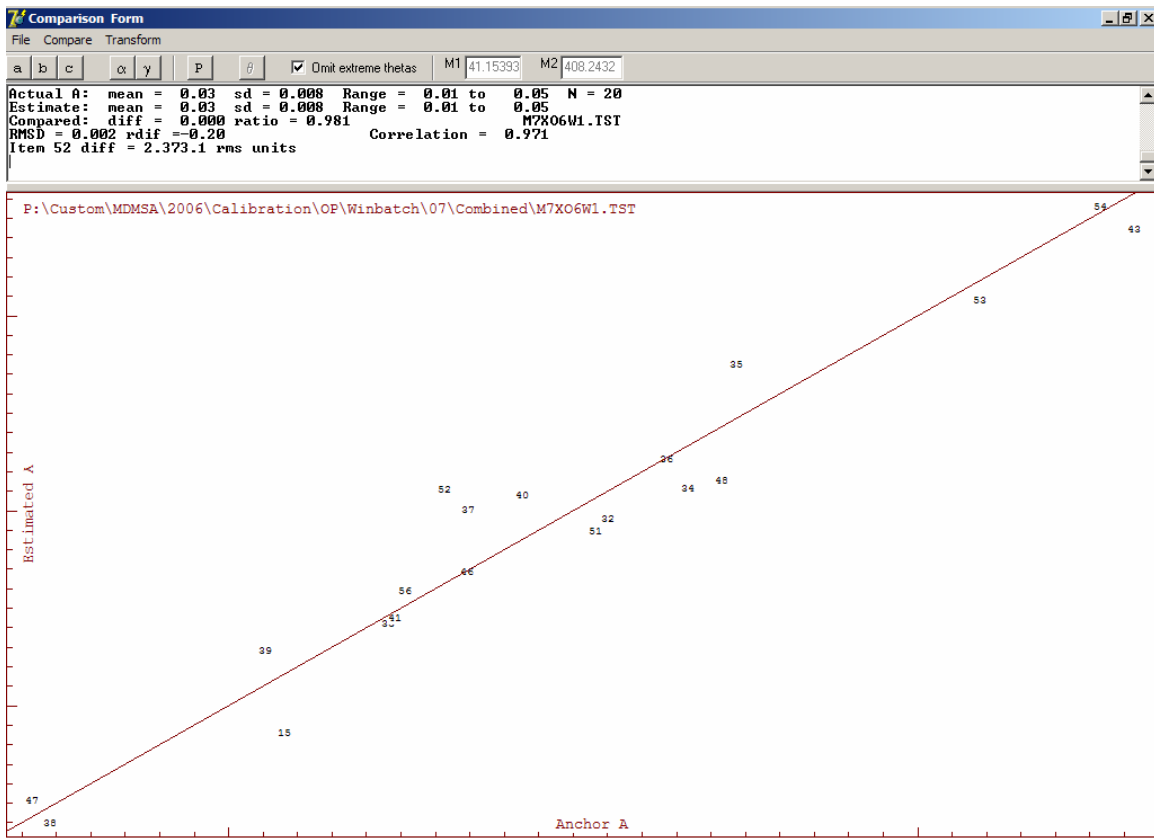 Comparison Form
File Compare Transform
a b c α γ P θ Omit extreme thetas M1 41.15393 M2 408.2432
Actual A: mean = 0.03 sd = 0.008 Range = 0.01 to 0.05 N = 20
Estimate: mean = 0.03 sd = 0.008 Range = 0.01 to 0.05
Compared: diff = 0.000 ratio = 0.981 M7XO6W1.TST
RMSD = 0.002 rdif =-0.20 Correlation = 0.971
Item 52 diff = 2.373.1 rms units
P:\Custom\MDMSA\2006\Calibration\OP\Winbatch\07\Combined\M7XO6W1.TST
54
43
53
35
36
52
40
34
48
37
32
51
46
56
41
39
15
47
38
Estimated A
Anchor A